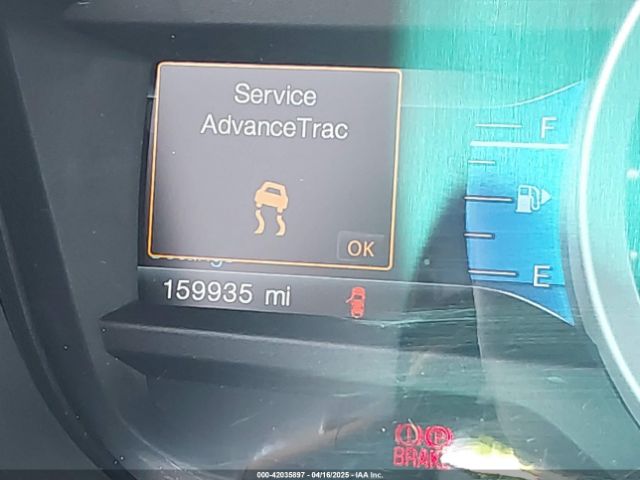 Service
AdvanceTrac
OK
159935 mi
F
E
BRAKE
000-42035897 - 04/16/2025 - IAA Inc.